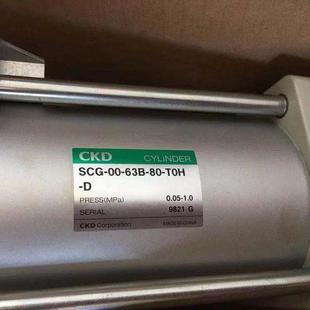 CKD CYLINDER
SCG-00-63B-80-T0H
-D
PRESS(MPa) 0.05-1.0
SERIAL 9821 G
CKD Corporation